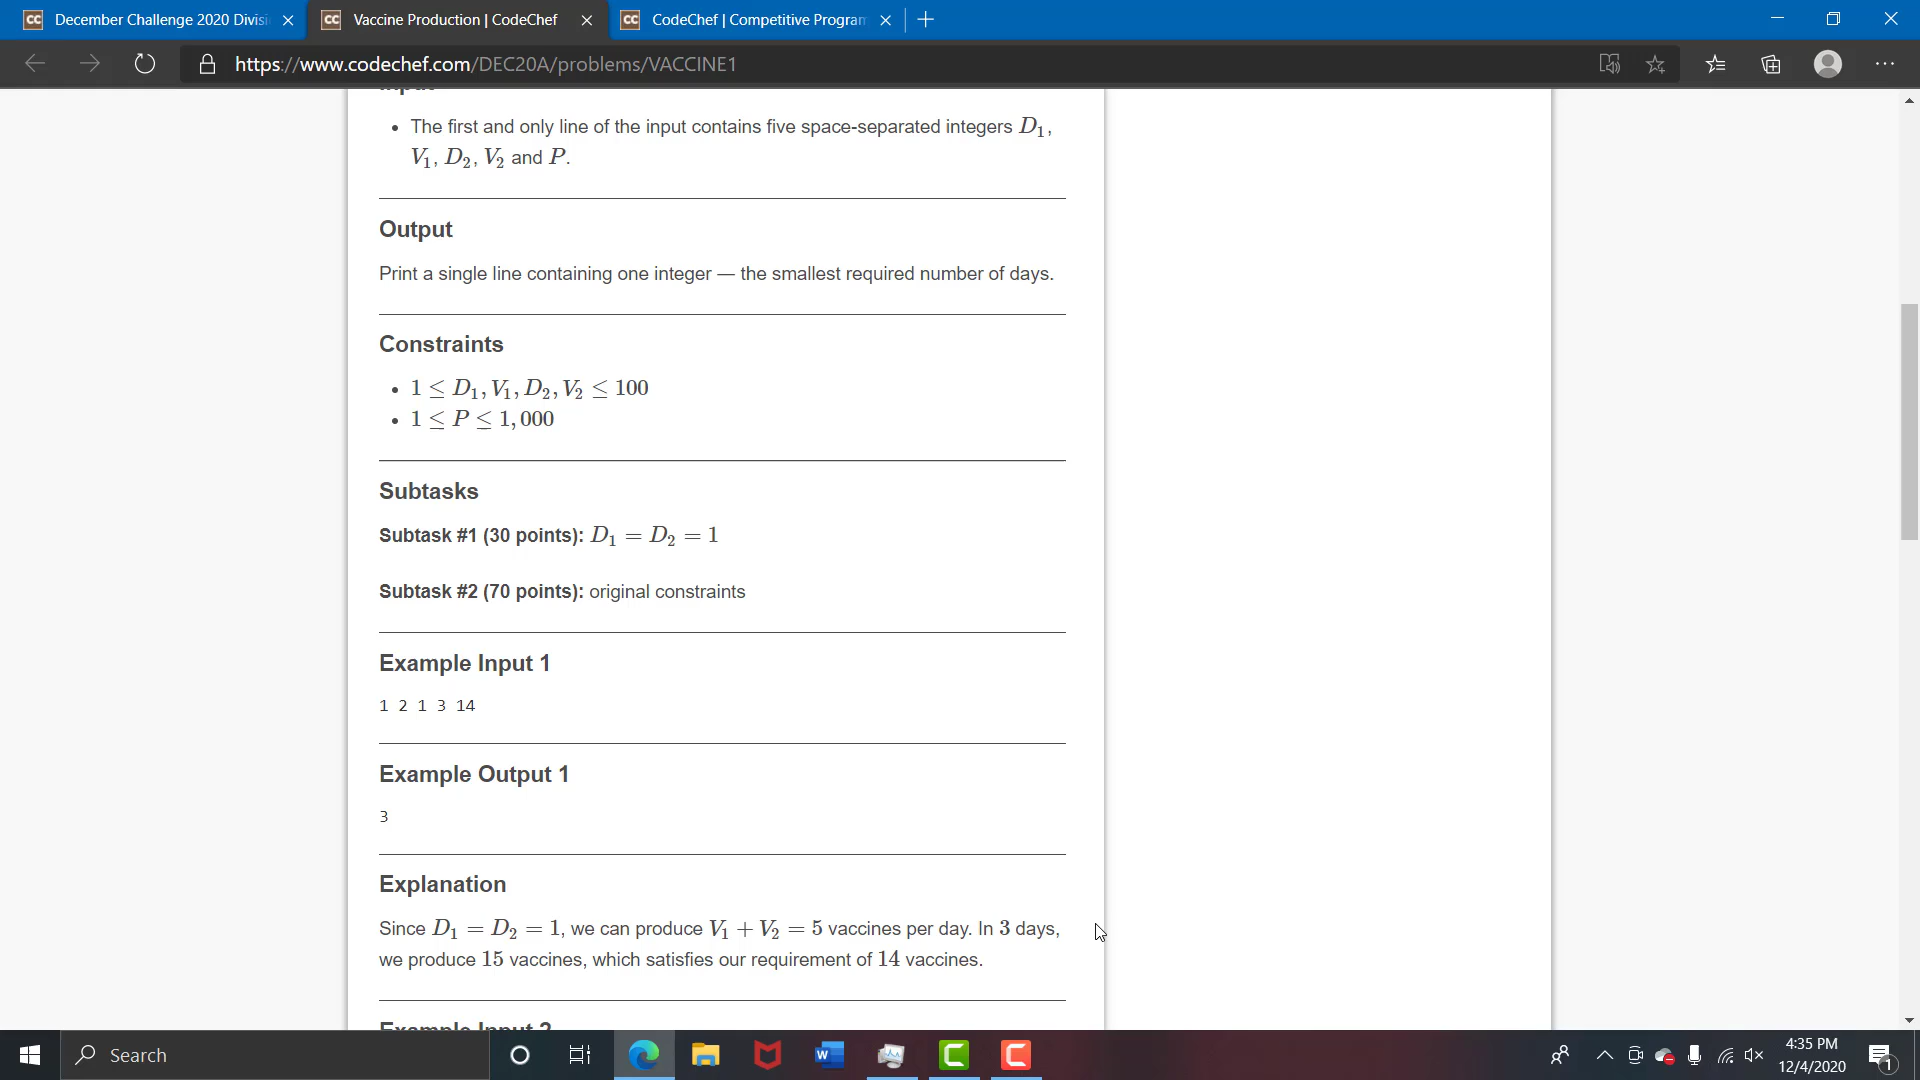 December Challenge 2020 Divisi
Vaccine Production | CodeChef
CodeChef | Competitive Program
https://www.codechef.com/DEC20A/problems/VACCINE1
Input
• The first and only line of the input contains five space-separated integers D1,
V1, D2, V2 and P.
Output
Print a single line containing one integer — the smallest required number of days.
Constraints
• 1 ≤ D1, V1, D2, V2 ≤ 100
• 1 ≤ P ≤ 1,000
Subtasks
Subtask #1 (30 points): D1 = D2 = 1
Subtask #2 (70 points): original constraints
Example Input 1
1 2 1 3 14
Example Output 1
3
Explanation
Since D1 = D2 = 1, we can produce V1 + V2 = 5 vaccines per day. In 3 days,
we produce 15 vaccines, which satisfies our requirement of 14 vaccines.
Example Input 2
Search
4:35 PM
12/4/2020
1